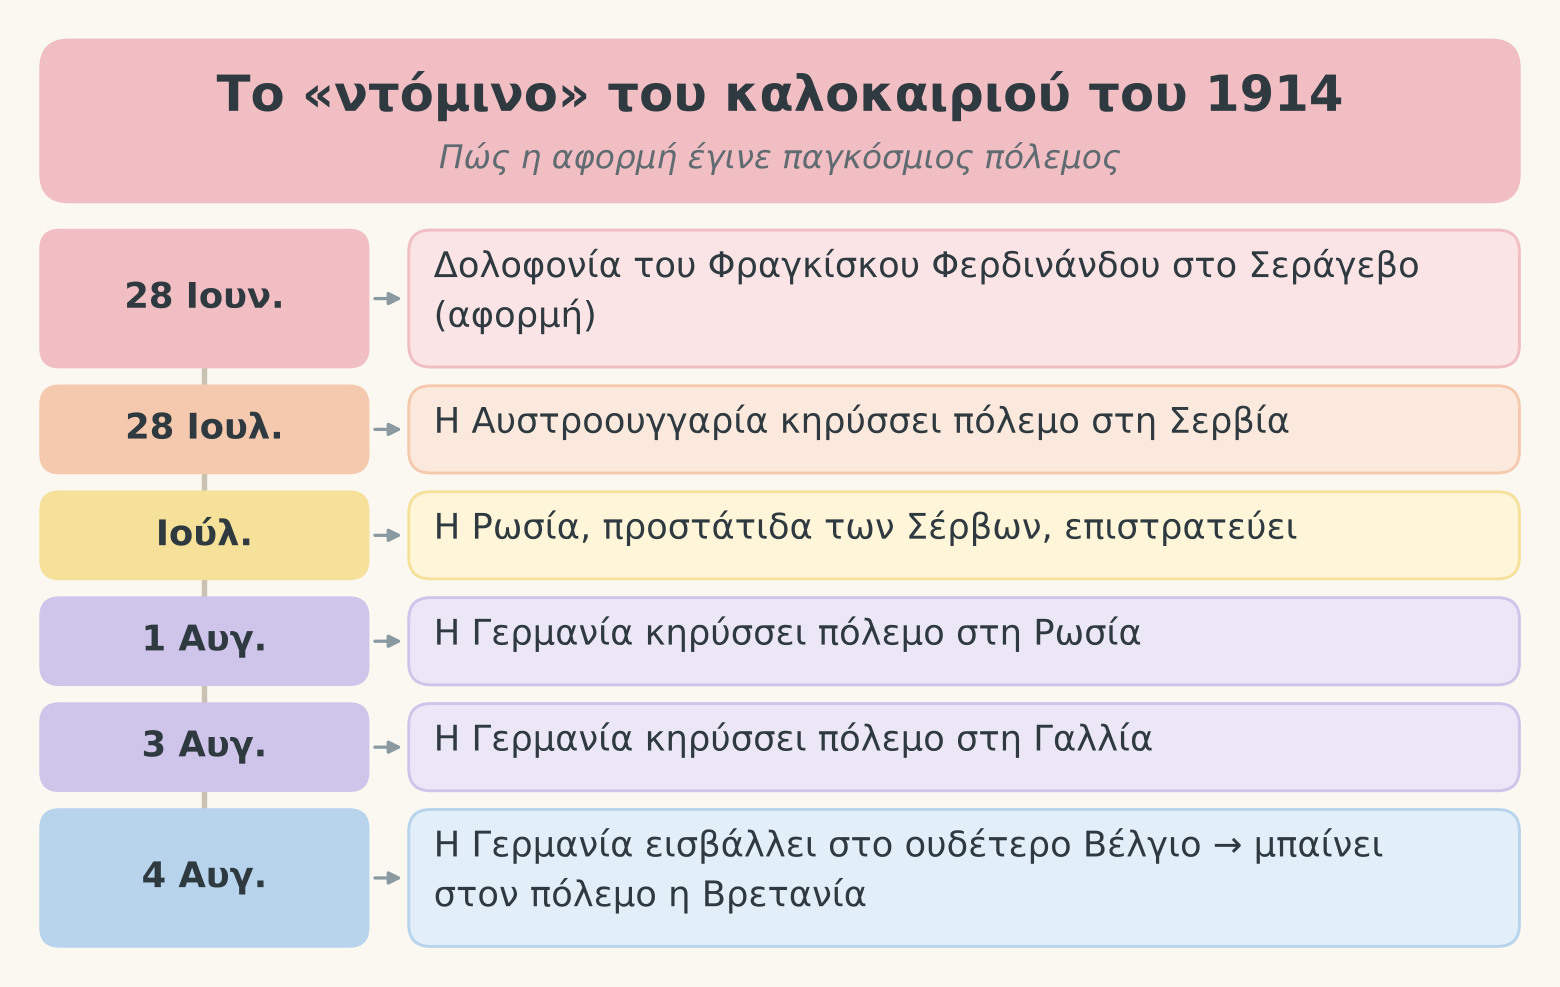 Το «ντόμινο» του καλοκαιριού του 1914
Πώς η αφορμή έγινε παγκόσμιος πόλεμος
28 Ιουν.
Δολοφονία του Φραγκίσκου Φερδινάνδου στο Σεράγεβο
(αφορμή)
28 Ιουλ.
Η Αυστροουγγαρία κηρύσσει πόλεμο στη Σερβία
Ιούλ.
Η Ρωσία, προστάτιδα των Σέρβων, επιστρατεύει
1 Αυγ.
Η Γερμανία κηρύσσει πόλεμο στη Ρωσία
3 Αυγ.
Η Γερμανία κηρύσσει πόλεμο στη Γαλλία
4 Αυγ.
Η Γερμανία εισβάλλει στο ουδέτερο Βέλγιο → μπαίνει
στον πόλεμο η Βρετανία